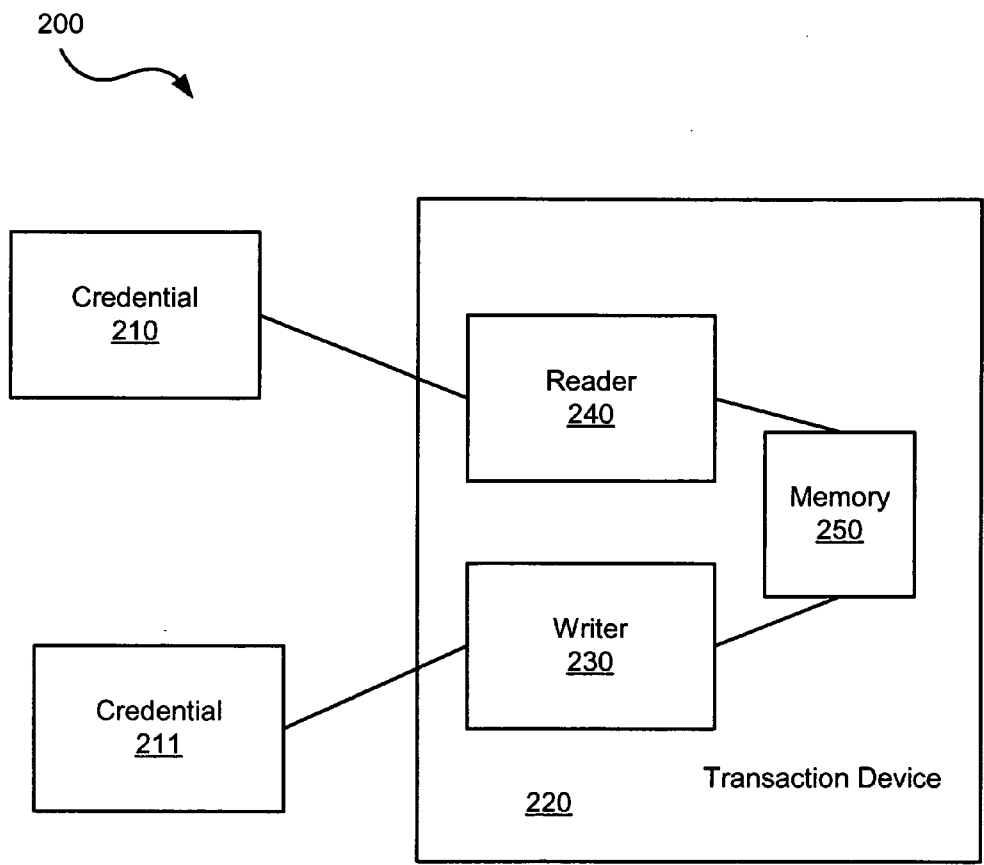 200
Credential
210
Reader
240
Memory
250
Writer
230
Credential
211
Transaction Device
220